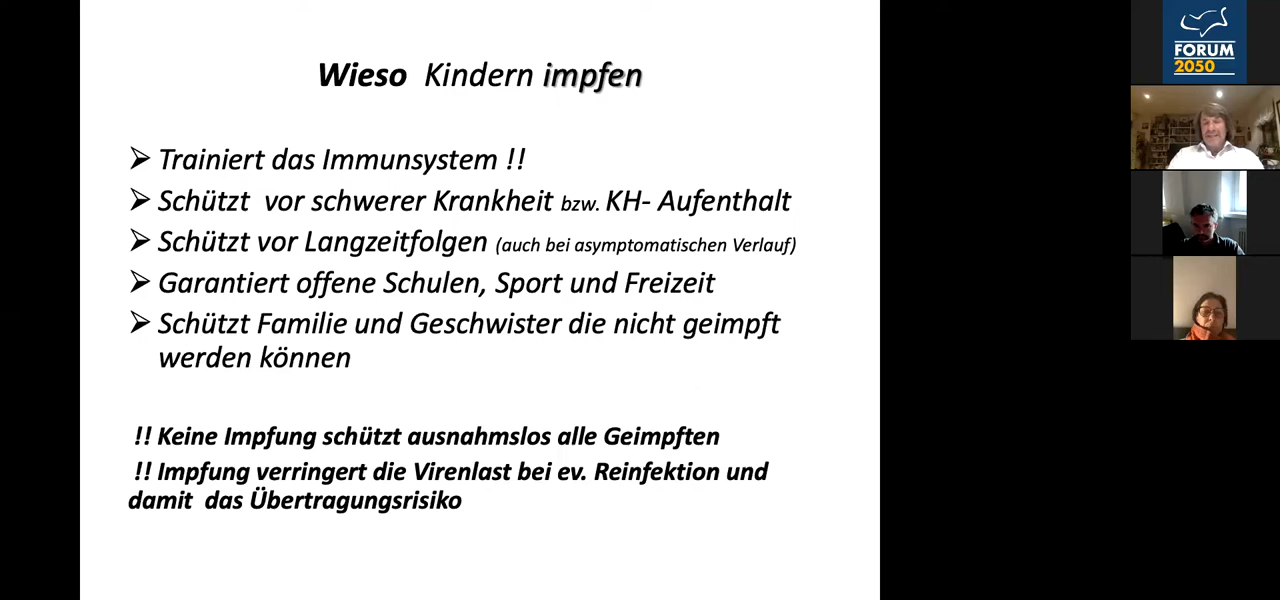 Wieso Kindern impfen
Trainiert das Immunsystem !!
Schützt vor schwerer Krankheit bzw. KH- Aufenthalt
Schützt vor Langzeitfolgen (auch bei asymptomatischen Verlauf)
Garantiert offene Schulen, Sport und Freizeit
Schützt Familie und Geschwister die nicht geimpft
werden können
!! Keine Impfung schützt ausnahmslos alle Geimpften
!! Impfung verringert die Virenlast bei ev. Reinfektion und
damit das Übertragungsrisiko
FORUM
2050